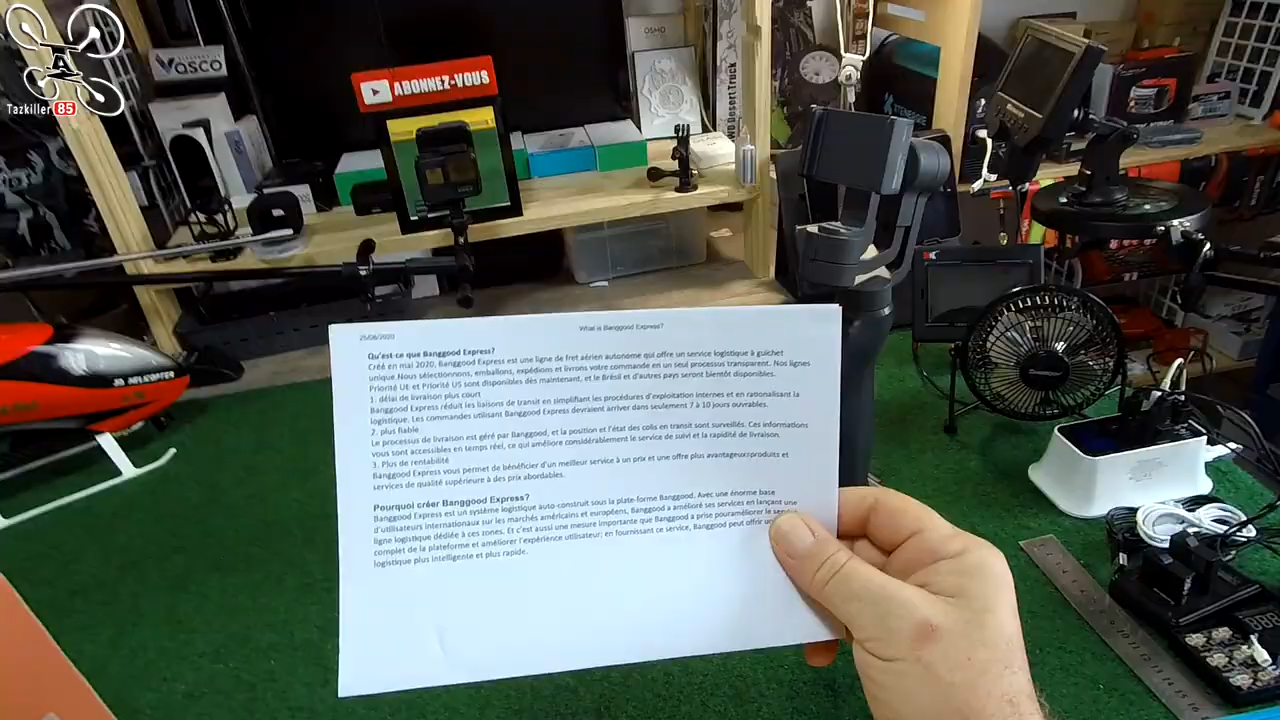 Tazkiller 85
VASCO
ABONNEZ-VOUS
OSMO
WD Desert Truck
3D HELICOPTER
25/06/2020
What is Banggood Express?
Qu'est-ce que Banggood Express?
Créé en mai 2020, Banggood Express est une ligne de fret aérien autonome qui offre un service logistique à guichet
unique.Nous sélectionnons, emballons, expédions et livrons votre commande en un seul processus transparent. Nos lignes
Priorité UE et Priorité US sont disponibles dès maintenant, et le Brésil et d'autres pays seront bientôt disponibles.
1. délai de livraison plus court
Banggood Express réduit les liaisons de transit en simplifiant les procédures d'exploitation internes et en rationalisant la
logistique. Les commandes utilisant Banggood Express devraient arriver dans seulement 7 à 10 jours ouvrables.
2. plus fiable
Le processus de livraison est géré par Banggood, et la position et l'état des colis en transit sont surveillés. Ces informations
vous sont accessibles en temps réel, ce qui améliore considérablement le service de suivi et la rapidité de livraison.
3. Plus de rentabilité
Banggood Express vous permet de bénéficier d'un meilleur service à un prix et une offre plus avantageux:produits et
services de qualité supérieure à des prix abordables.
Pourquoi créer Banggood Express?
Banggood Express est un système logistique auto-construit sous la plate-forme Banggood. Avec une énorme base
d'utilisateurs internationaux sur les marchés américains et européens, Banggood a amélioré ses services en lançant une
ligne logistique dédiée à ces zones. Et c'est aussi une mesure importante que Banggood a prise pouraméliorer le service
complet de la plateforme et améliorer l'expérience utilisateur; en fournissant ce service, Banggood peut offrir un
logistique plus intelligente et plus rapide.